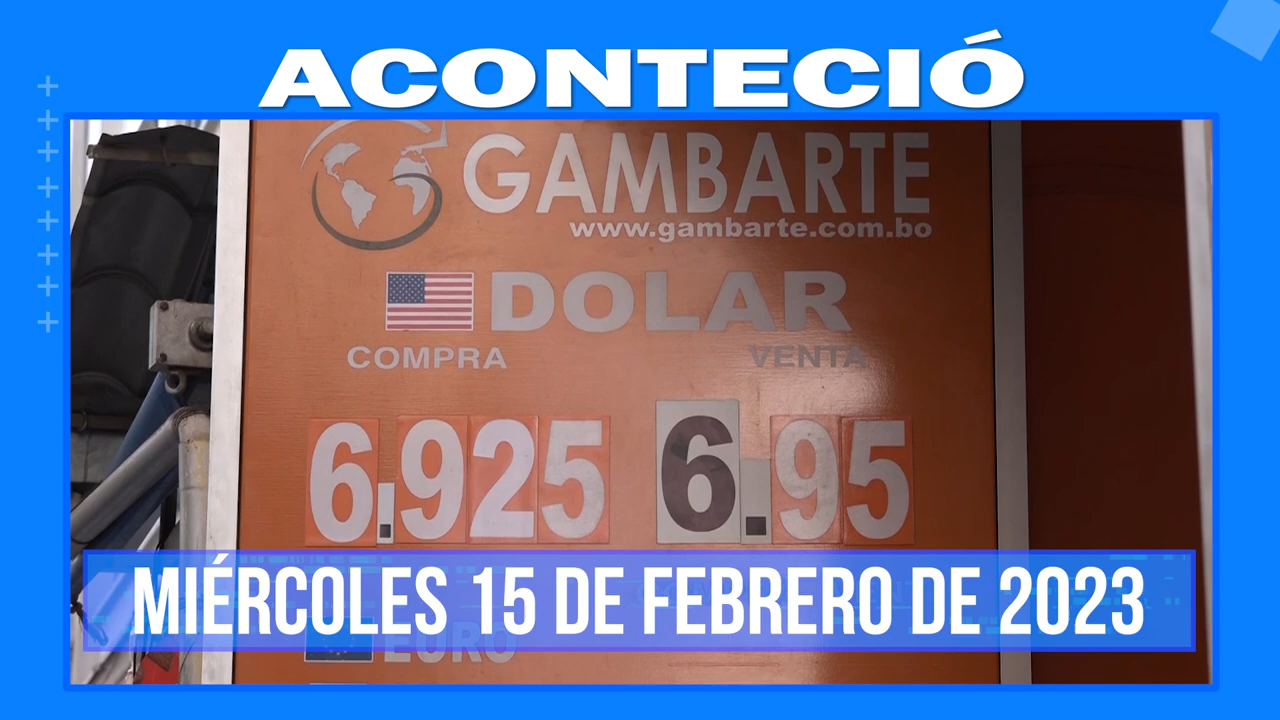 ACONTECIÓ
GAMBARTE
www.gambarte.com.bo
DOLAR
COMPRA VENTA
6.925 6.95
MIÉRCOLES 15 DE FEBRERO DE 2023
EURO